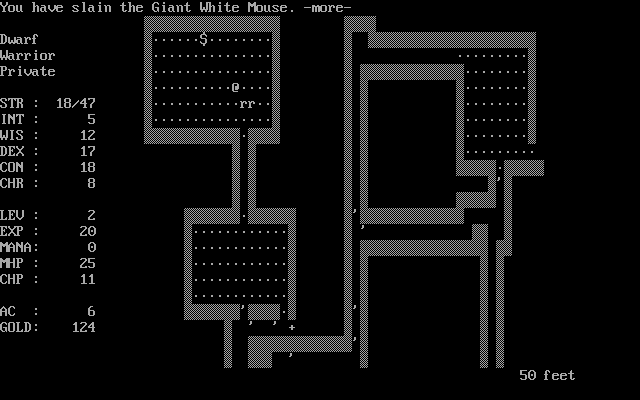 You have slain the Giant White Mouse. -more-
Dwarf
Warrior
Private
STR : 18/47
INT : 5
WIS : 12
DEX : 17
CON : 18
CHR : 8
LEV : 2
EXP : 20
MANA: 0
MHP : 25
CHP : 11
AC : 6
GOLD: 124
50 feet